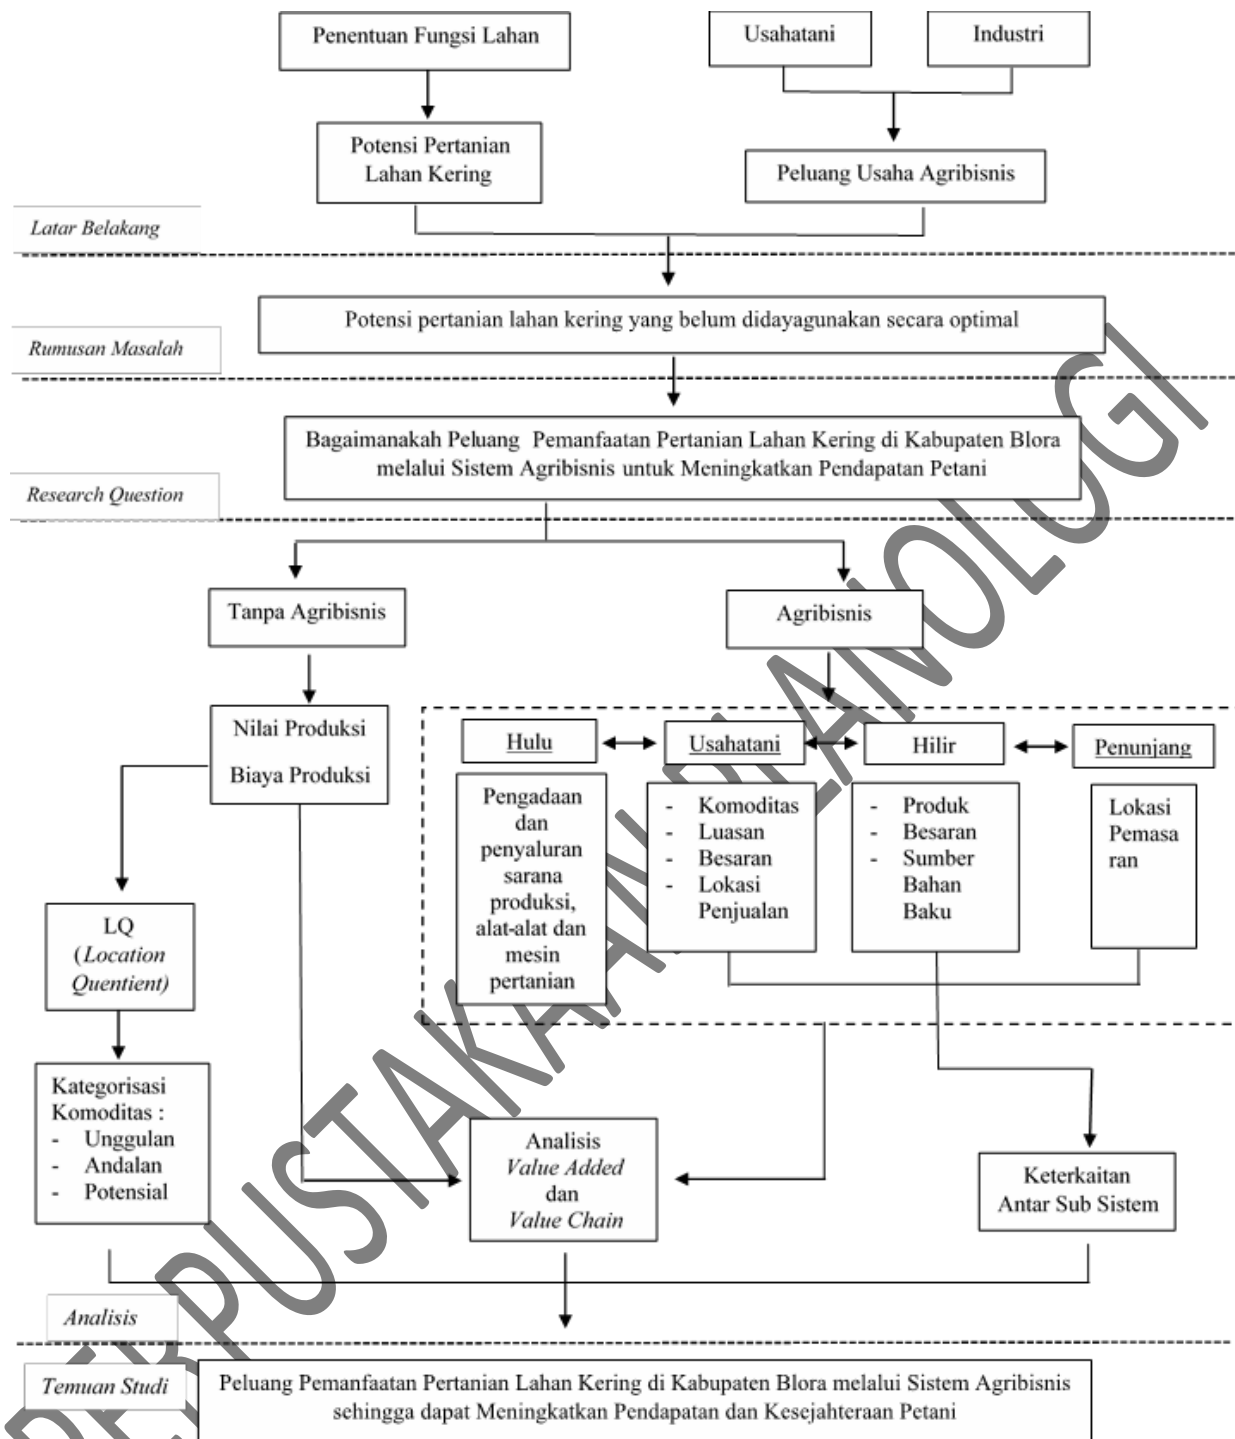 Penentuan Fungsi Lahan
Usahatani
Industri
Potensi Pertanian
Lahan Kering
Peluang Usaha Agribisnis
Latar Belakang
Potensi pertanian lahan kering yang belum didayagunakan secara optimal
Rumusan Masalah
Bagaimanakah Peluang Pemanfaatan Pertanian Lahan Kering di Kabupaten Blora
melalui Sistem Agribisnis untuk Meningkatkan Pendapatan Petani
Research Question
Tanpa Agribisnis
Agribisnis
Nilai Produksi
Biaya Produksi
Hulu
Usahatani
Hilir
Penunjang
Pengadaan
dan
penyaluran
sarana
produksi,
alat-alat dan
mesin
pertanian
- Komoditas
- Luasan
- Besaran
- Lokasi
Penjualan
- Produk
- Besaran
- Sumber
Bahan
Baku
Lokasi
Pemasa
ran
LQ
(Location
Quentient)
Kategorisasi
Komoditas :
- Unggulan
- Andalan
- Potensial
Analisis
Value Added
dan
Value Chain
Keterkaitan
Antar Sub Sistem
Analisis
Temuan Studi
Peluang Pemanfaatan Pertanian Lahan Kering di Kabupaten Blora melalui Sistem Agribisnis
sehingga dapat Meningkatkan Pendapatan dan Kesejahteraan Petani
PERPUSTAKAAN PLANOLOGI